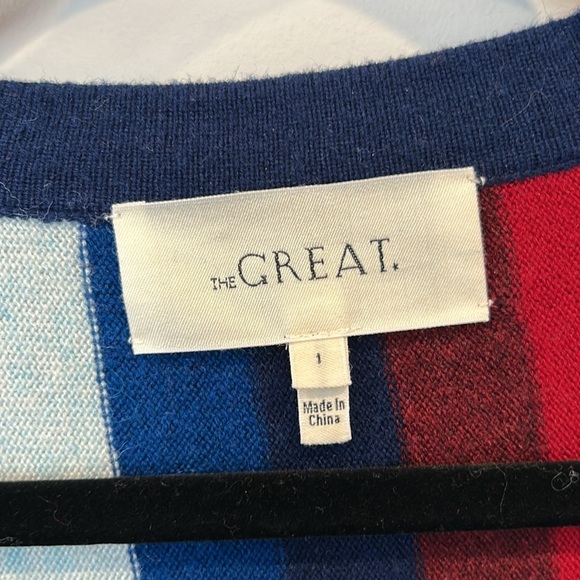 THE GREAT.
1
Made In
China